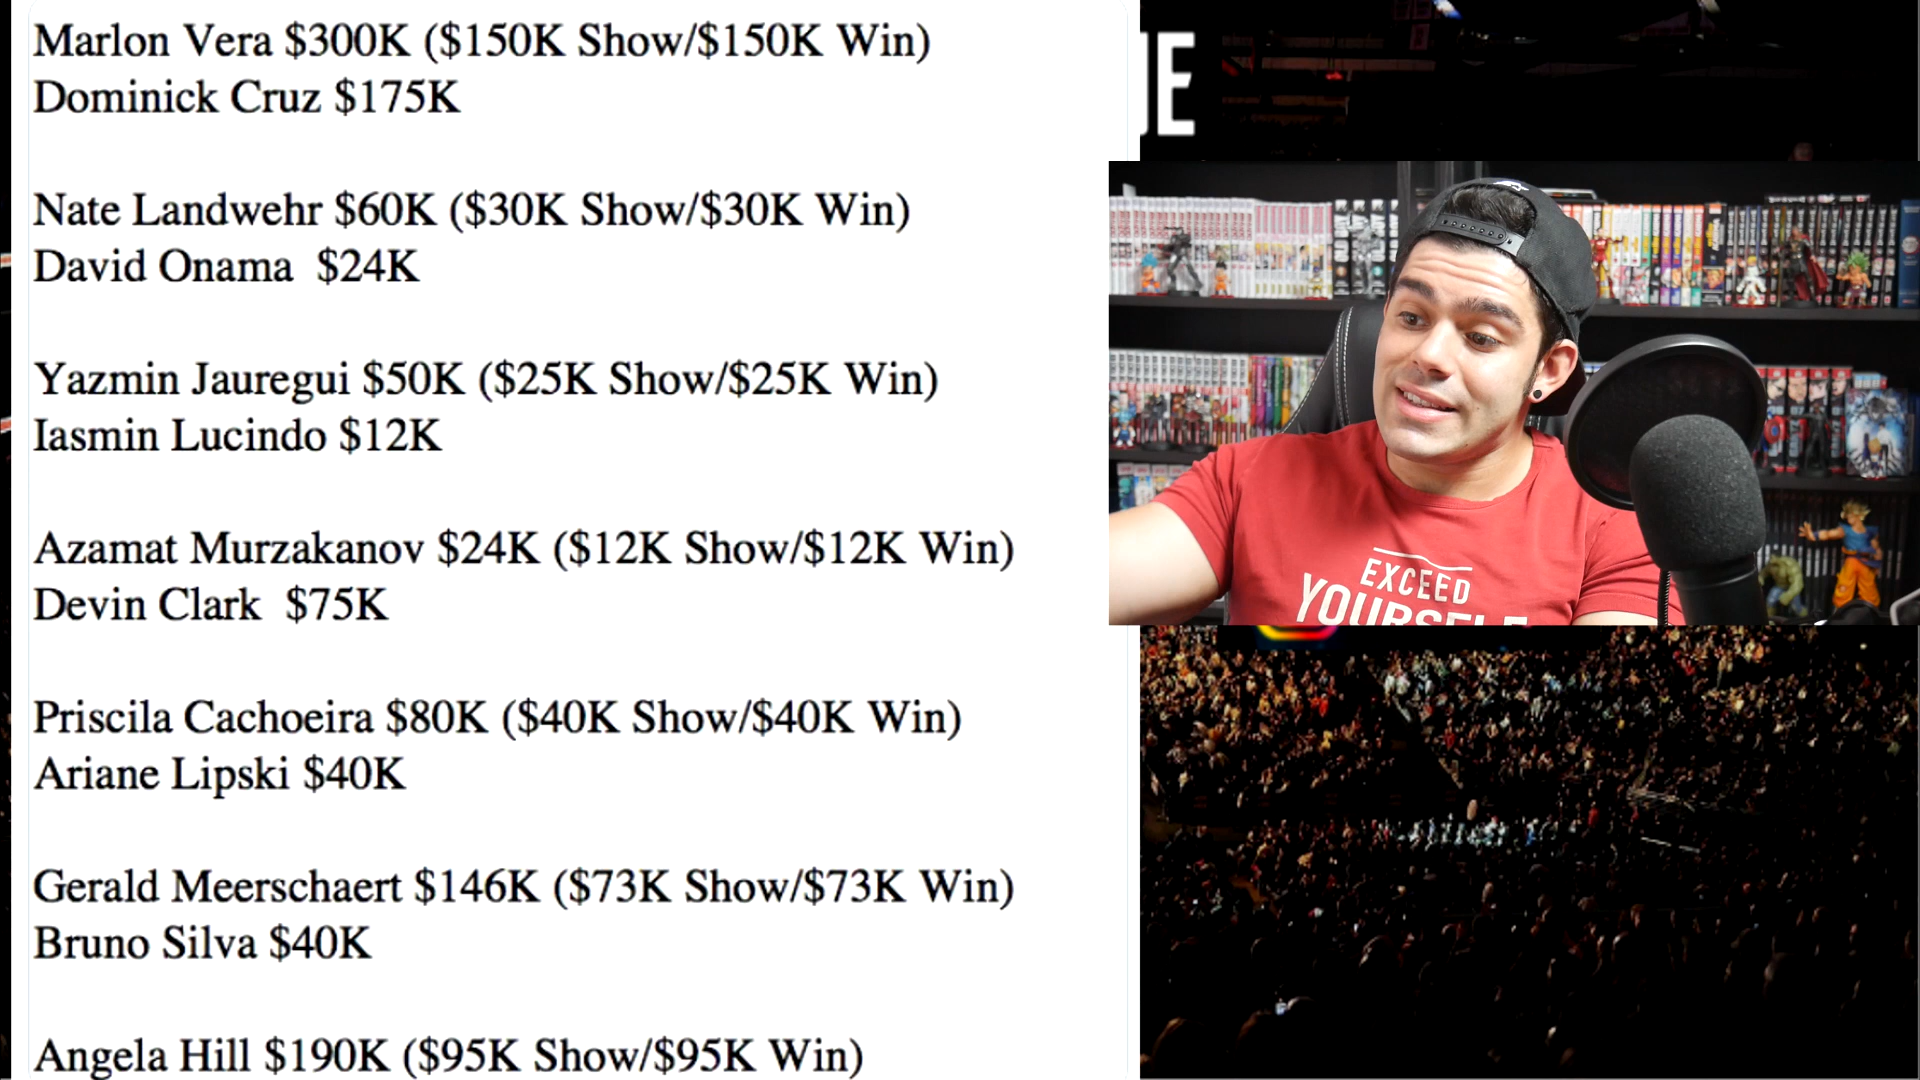 Marlon Vera $300K ($150K Show/$150K Win)
Dominick Cruz $175K
Nate Landwehr $60K ($30K Show/$30K Win)
David Onama $24K
Yazmin Jauregui $50K ($25K Show/$25K Win)
Iasmin Lucindo $12K
Azamat Murzakanov $24K ($12K Show/$12K Win)
Devin Clark $75K
Priscila Cachoeira $80K ($40K Show/$40K Win)
Ariane Lipski $40K
Gerald Meerschaert $146K ($73K Show/$73K Win)
Bruno Silva $40K
Angela Hill $190K ($95K Show/$95K Win)
EXCEED
YOURSELF